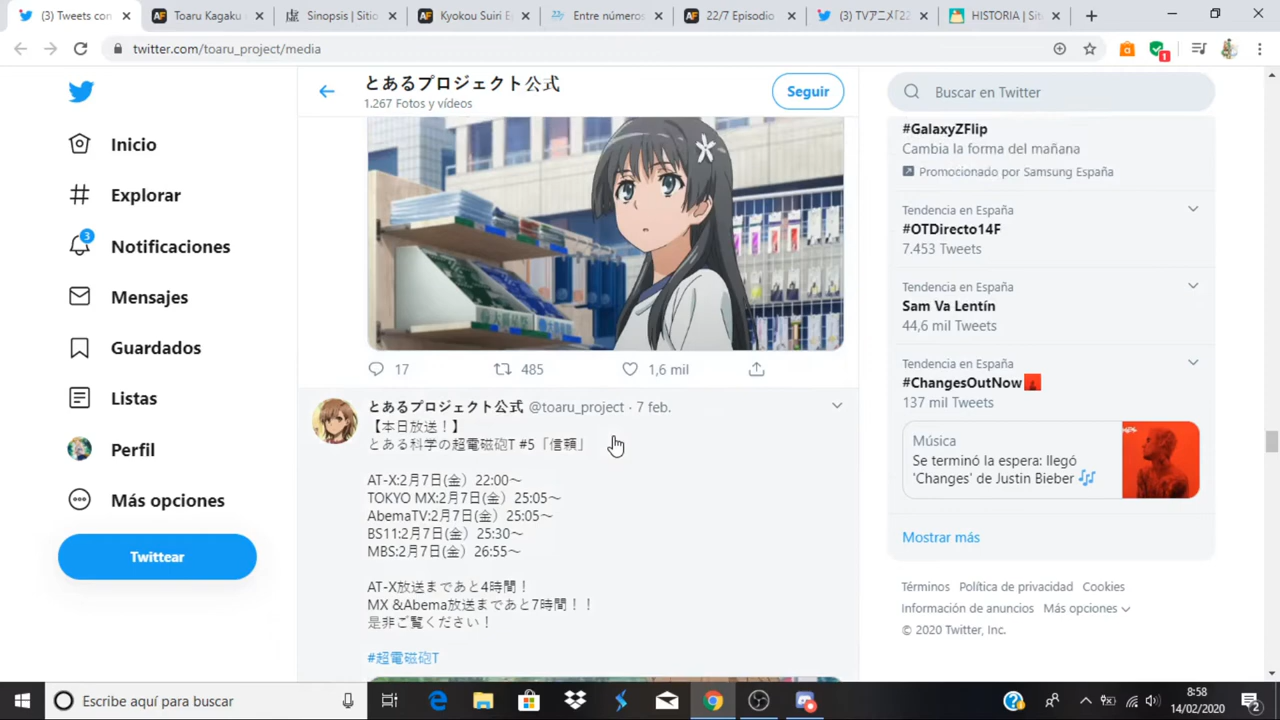 (3) Tweets con
Toaru Kagaku
Sinopsis | Sitio
Kyokou Suiri E
Entre números
22/7 Episodio
(3) TVアニメ「22
HISTORIA | Sit
twitter.com/toaru_project/media
1
とあるプロジェクト公式
1.267 Fotos y vídeos
Seguir
Buscar en Twitter
Inicio
Explorar
3
Notificaciones
Mensajes
Guardados
Listas
Perfil
Más opciones
Twittear
17
485
1,6 mil
とあるプロジェクト公式 @toaru_project · 7 feb.
【本日放送！】
とある科学の超電磁砲T #5「信頼」
AT-X:2月7日(金）22:00～
TOKYO MX:2月7日(金）25:05～
AbemaTV:2月7日(金）25:05～
BS11:2月7日(金）25:30～
MBS:2月7日(金）26:55～
AT-X放送まであと4時間！
MX &Abema放送まであと7時間！！
是非ご覧ください！
#超電磁砲T
#GalaxyZFlip
Cambia la forma del mañana
Promocionado por Samsung España
Tendencia en España
#OTDirecto14F
7.453 Tweets
Tendencia en España
Sam Va Lentín
44,6 mil Tweets
Tendencia en España
#ChangesOutNow
137 mil Tweets
Música
Se terminó la espera: llegó
'Changes' de Justin Bieber
Mostrar más
Términos Política de privacidad Cookies
Información de anuncios Más opciones
© 2020 Twitter, Inc.
Escribe aquí para buscar
8:58
14/02/2020
2